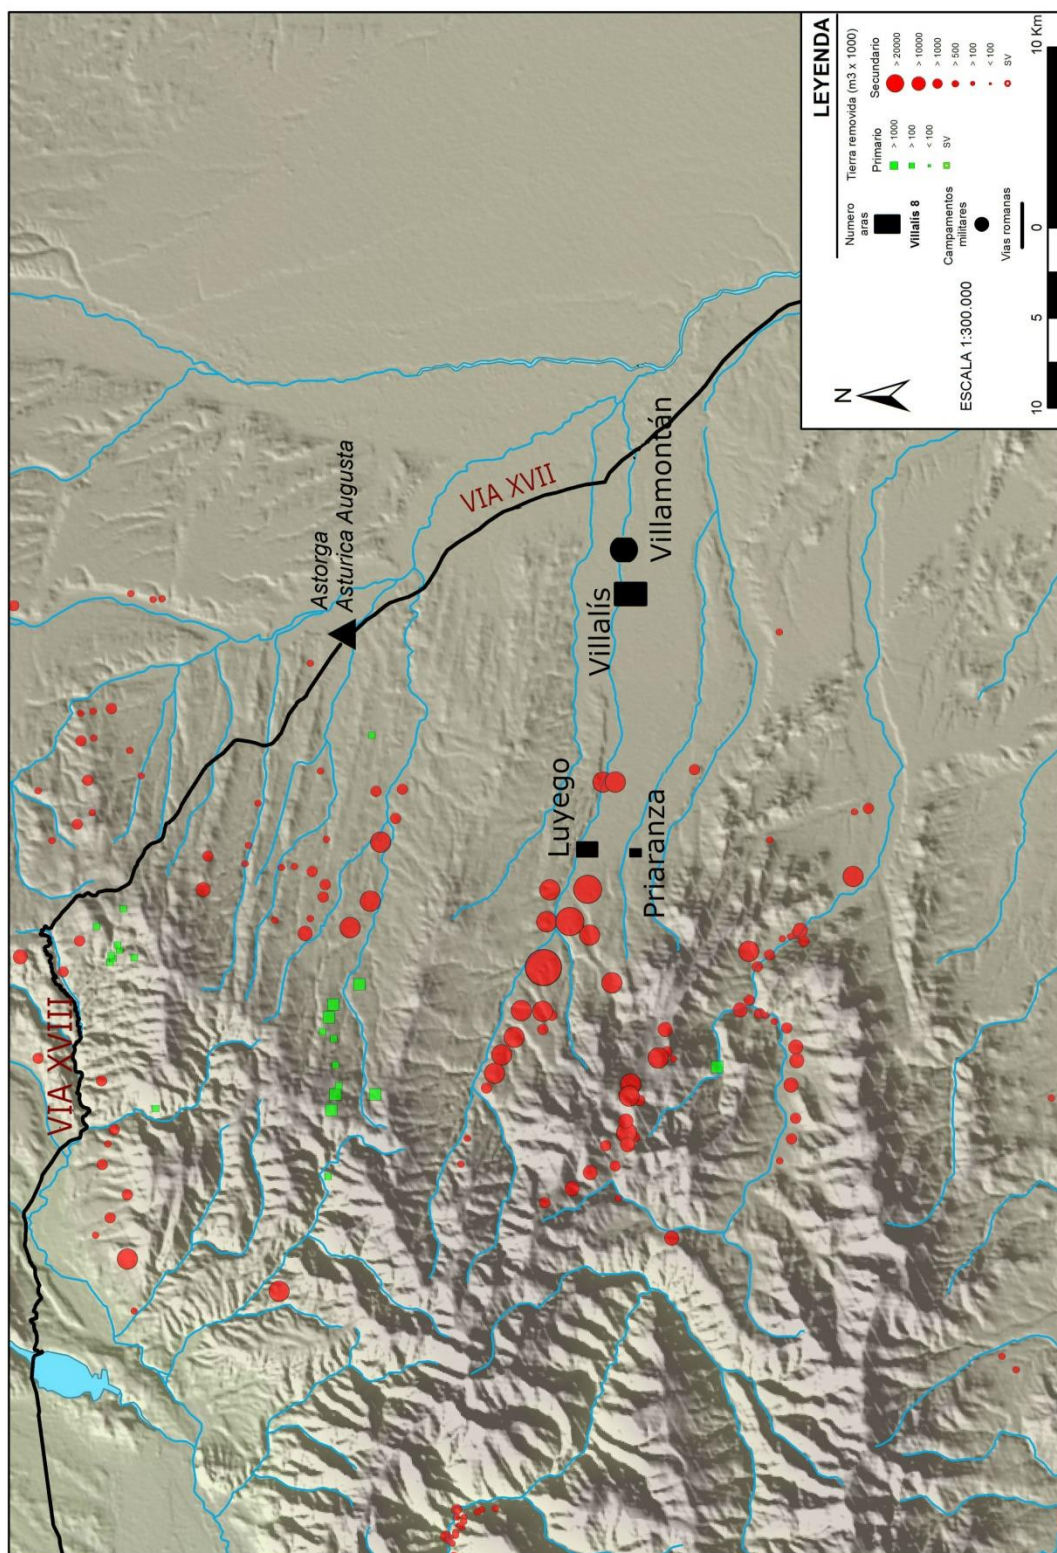 VIA XVIII
Astorga
Asturica Augusta
VIA XVII
Luyego
Priaranza
Villalís
Villamontán
LEYENDA
Numero
aras
Villalís 8
Campamentos
militares
Vias romanas
Tierra removida (m3 x 1000)
Primario
> 1000
> 100
< 100
SV
Secundario
> 20000
> 10000
> 1000
> 500
> 100
< 100
SV
N
ESCALA 1:300.000
10 5 0 10 Km